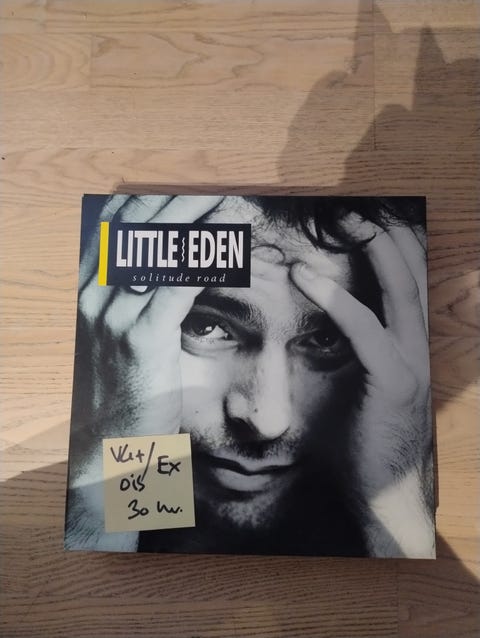 LITTLE EDEN
solitude road
VG+/Ex
OIS
30 kr.